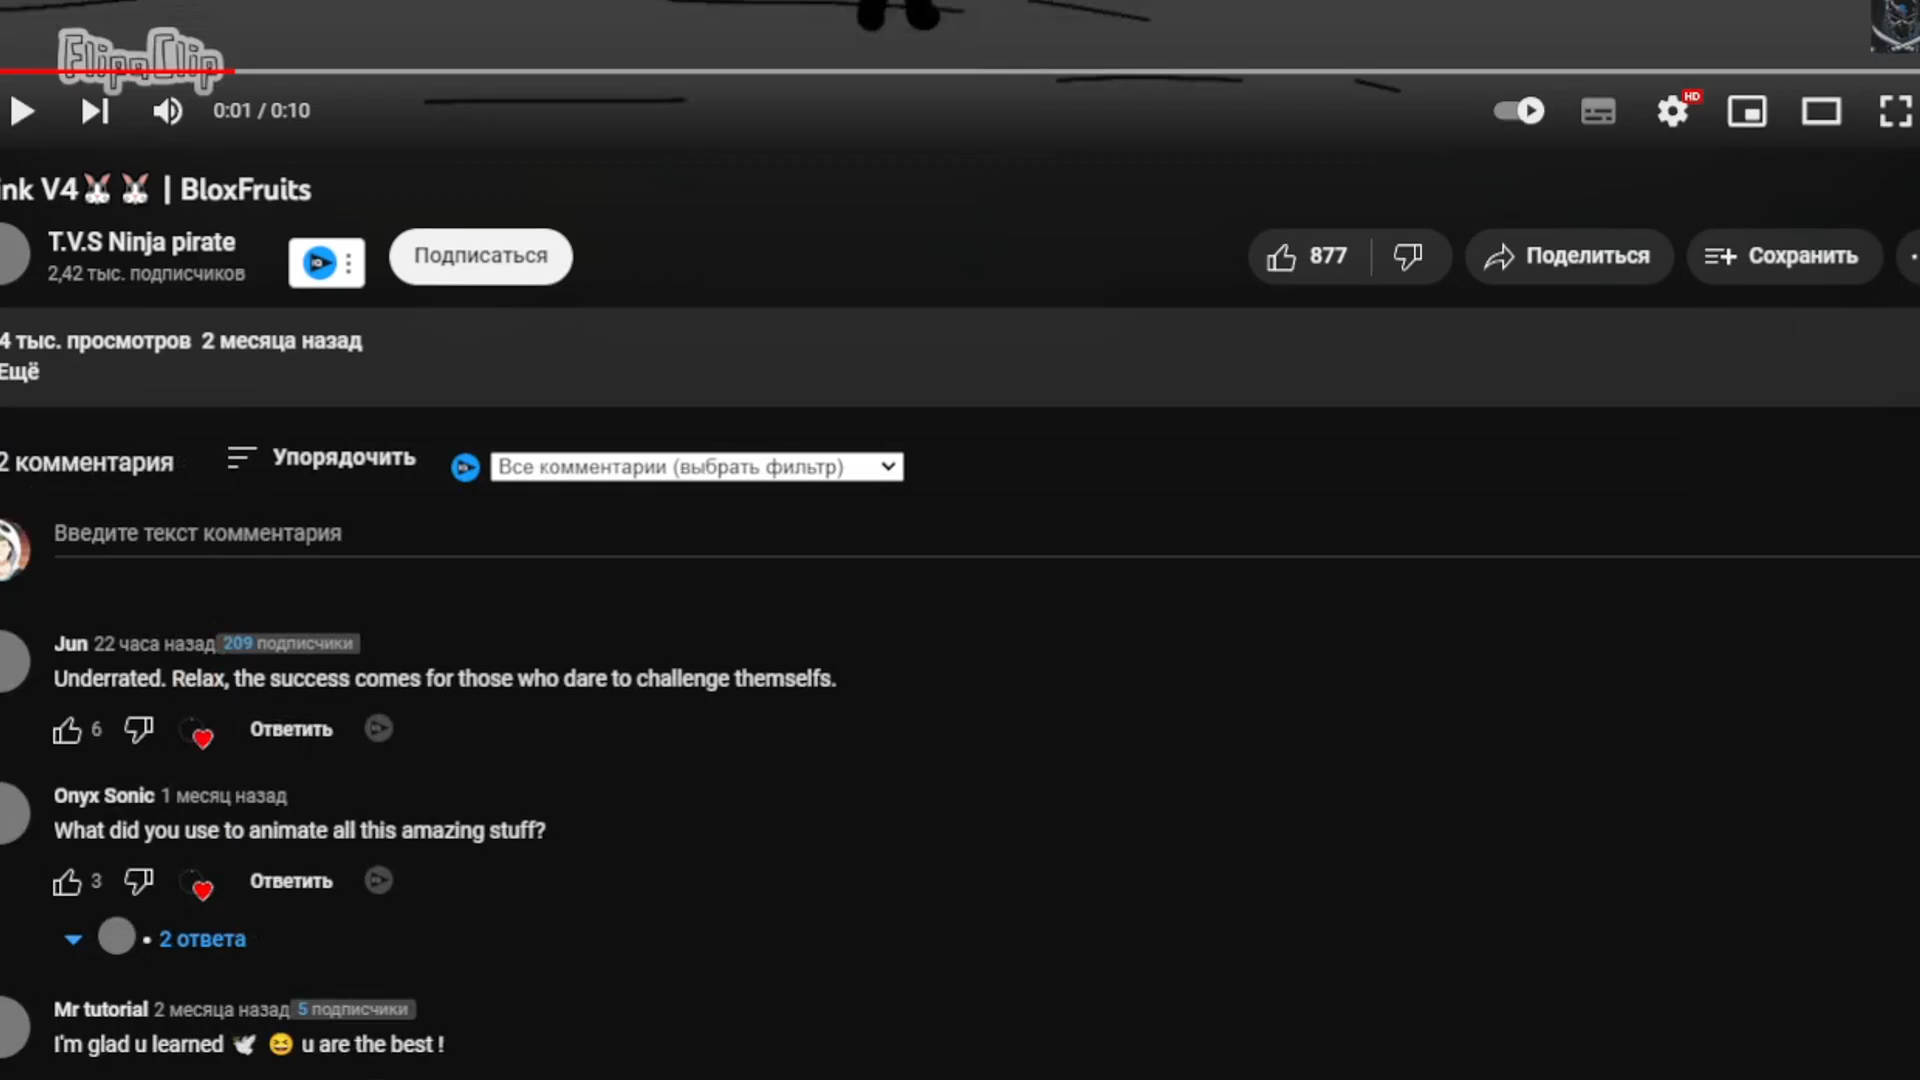 FlipaClip
0:01 / 0:10
HD
ink V4🐰🐰 | BloxFruits
T.V.S Ninja pirate
2,42 тыс. подписчиков
Подписаться
877
Поделиться
Сохранить
4 тыс. просмотров 2 месяца назад
Ещё
2 комментария
Упорядочить
Все комментарии (выбрать фильтр)
Введите текст комментария
Jun 22 часа назад 209 подписчики
Underrated. Relax, the success comes for those who dare to challenge themselfs.
6
Ответить
Onyx Sonic 1 месяц назад
What did you use to animate all this amazing stuff?
3
Ответить
2 ответа
Mr tutorial 2 месяца назад 5 подписчики
I'm glad u learned 🕊 😆 u are the best !